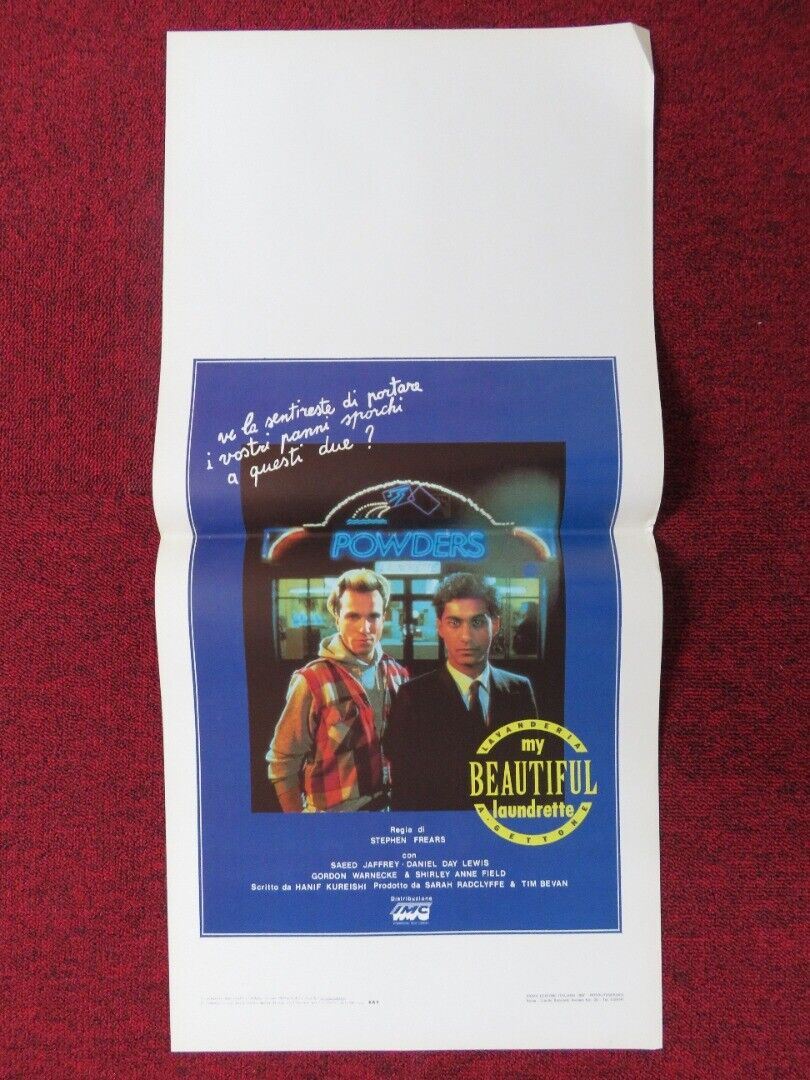 ve la sentireste di portare
i vostri panni sporchi
a questi due ?
POWDERS
LAVANDERIA
my
BEAUTIFUL
laundrette
A GETTONE
Regia di
STEPHEN FREARS
con
SAEED JAFFREY · DANIEL DAY LEWIS
GORDON WARNECKE & SHIRLEY ANNE FIELD
Scritto da HANIF KUREISHI Prodotto da SARAH RADCLYFFE & TIM BEVAN
Distribuzione
IMC